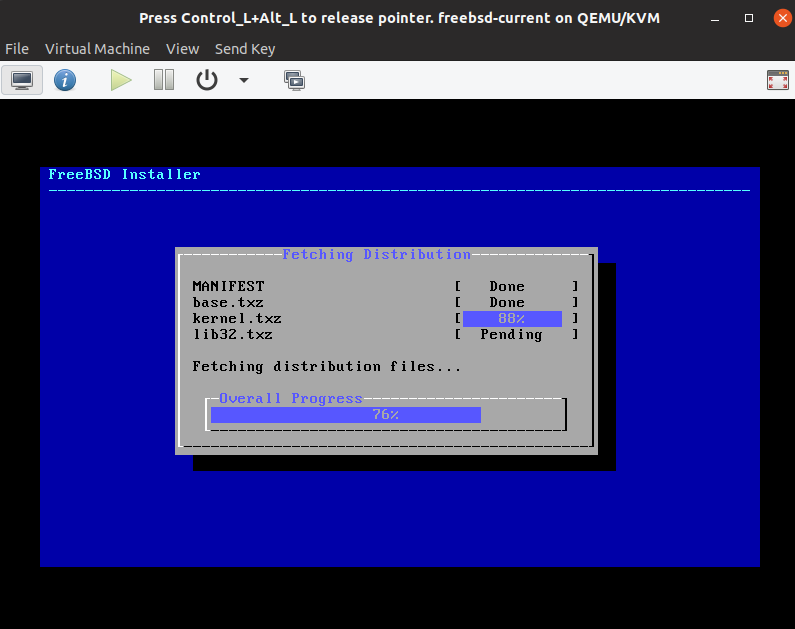 Press Control_L+Alt_L to release pointer. freebsd-current on QEMU/KVM
File Virtual Machine View Send Key
FreeBSD Installer
Fetching Distribution
MANIFEST [ Done ]
base.txz [ Done ]
kernel.txz [ 88% ]
lib32.txz [ Pending ]
Fetching distribution files...
Overall Progress
76%